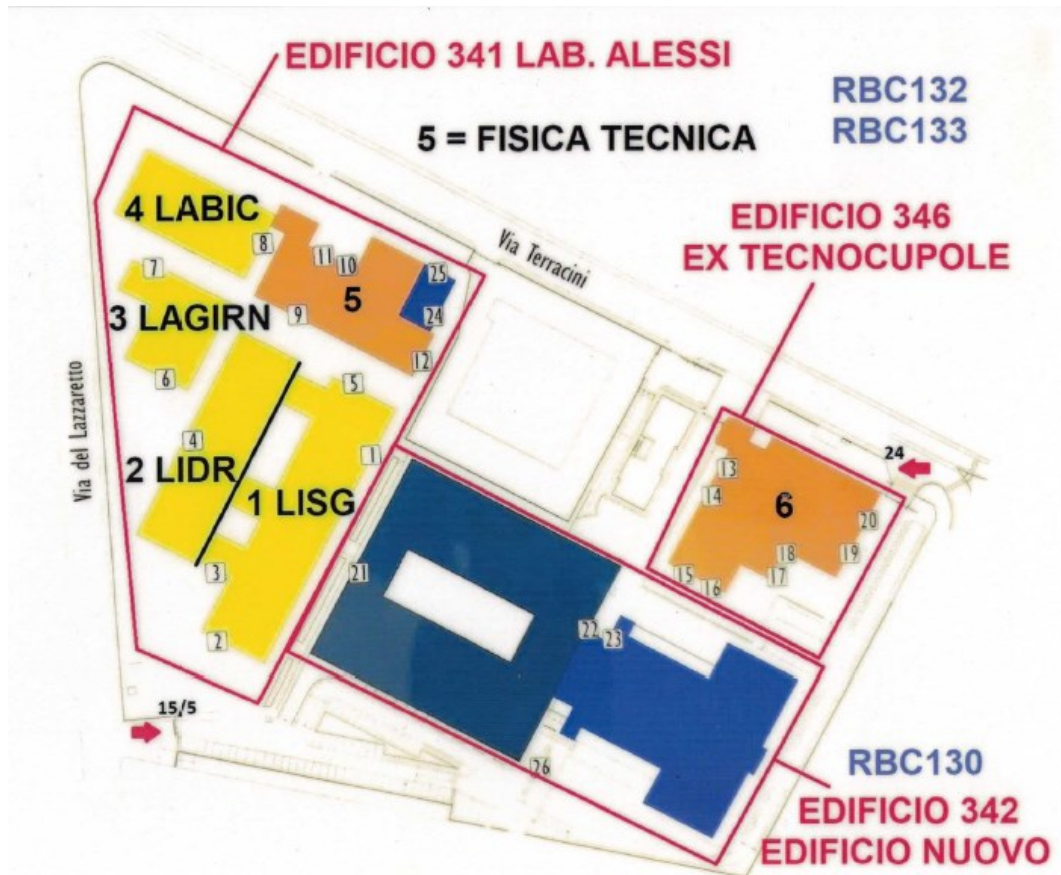 EDIFICIO 341 LAB. ALESSI
RBC132
RBC133
5 = FISICA TECNICA
EDIFICIO 346
EX TECNOCUPOLE
Via Terracini
4 LABIC
8
11
10
25
7
5
3 LAGIRN
9
24
12
6
5
Via del Lazzaretto
4
1
2 LIDR
1 LISG
24
13
14
6
20
3
21
15
16
17
18
19
2
22
23
15/5
26
RBC130
EDIFICIO 342
EDIFICIO NUOVO